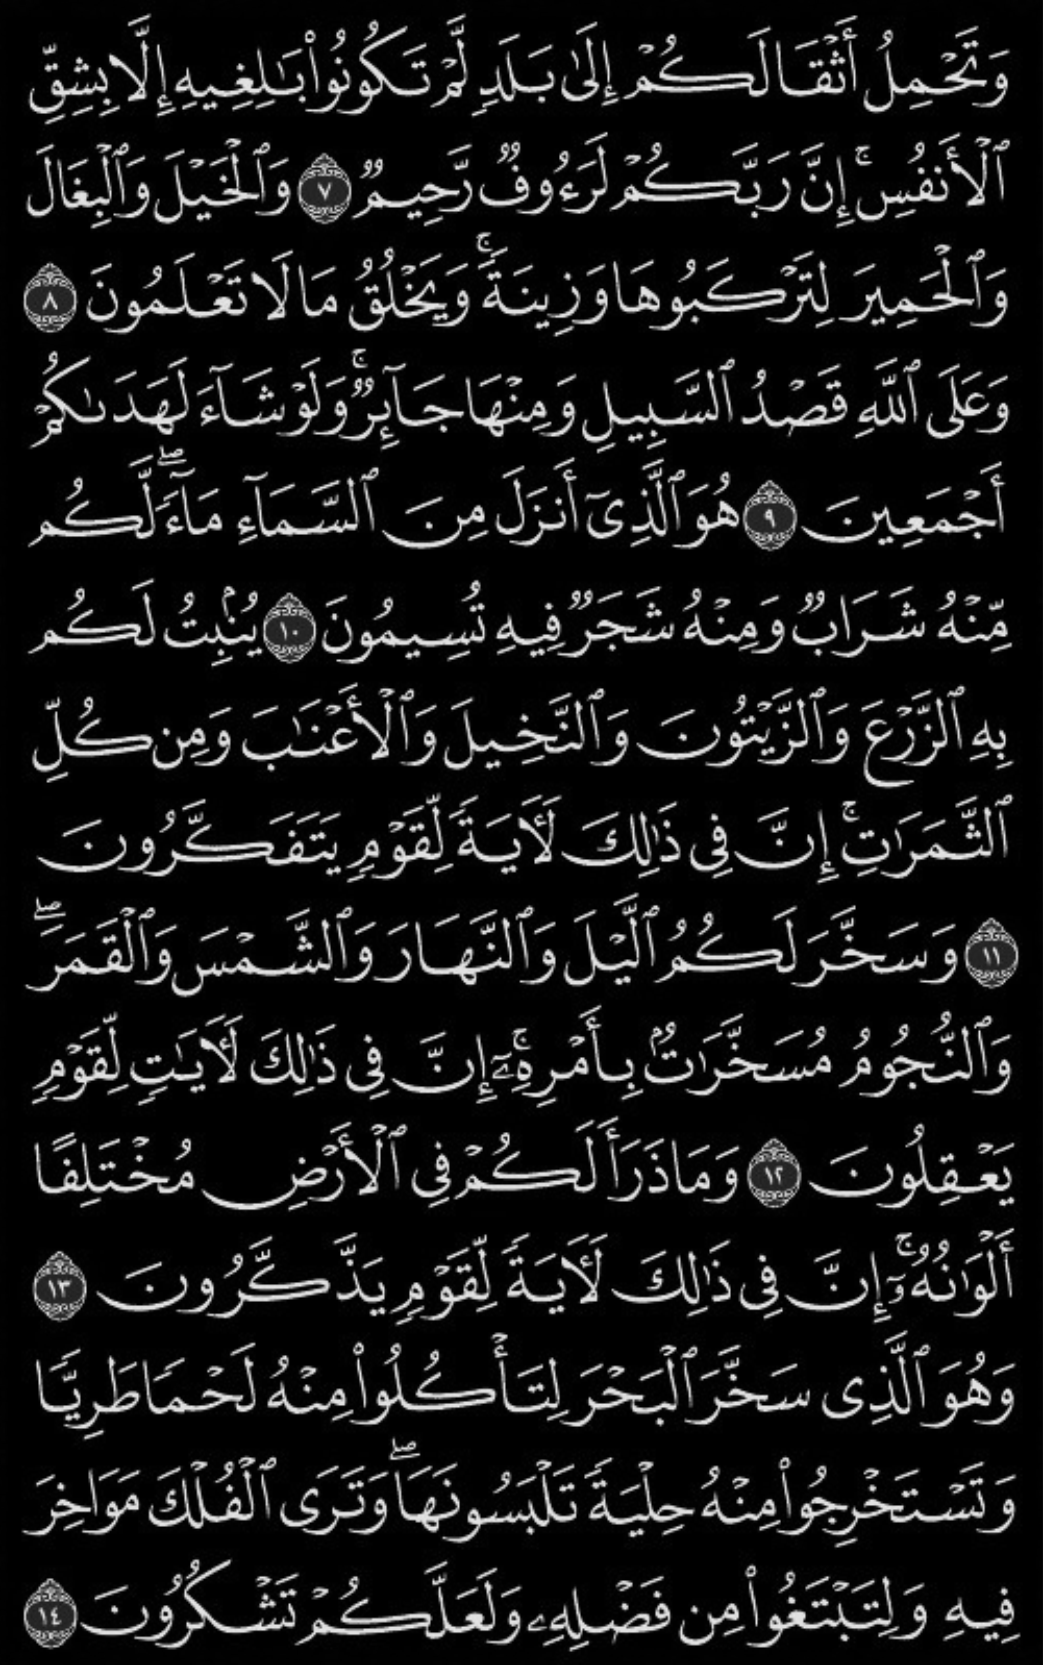 وَتَحْمِلُ أَثْقَالَكُمْ إِلَىٰ بَلَدٍ لَّمْ تَكُونُوا۟ بَـٰلِغِيهِ إِلَّا بِشِقِّ
ٱلْأَنفُسِ ۚ إِنَّ رَبَّكُمْ لَرَءُوفٌ رَّحِيمٌ ٧ وَٱلْخَيْلَ وَٱلْبِغَالَ
وَٱلْحَمِيرَ لِتَرْكَبُوهَا وَزِينَةً ۚ وَيَخْلُقُ مَا لَا تَعْلَمُونَ ٨
وَعَلَى ٱللَّهِ قَصْدُ ٱلسَّبِيلِ وَمِنْهَا جَآئِرٌ ۚ وَلَوْ شَآءَ لَهَدَىٰكُمْ
أَجْمَعِينَ ٩ هُوَ ٱلَّذِىٓ أَنزَلَ مِنَ ٱلسَّمَآءِ مَآءً ۖ لَّكُم
مِّنْهُ شَرَابٌ وَمِنْهُ شَجَرٌ فِيهِ تُسِيمُونَ ١٠ يُنۢبِتُ لَكُم
بِهِ ٱلزَّرْعَ وَٱلزَّيْتُونَ وَٱلنَّخِيلَ وَٱلْأَعْنَـٰبَ وَمِن كُلِّ
ٱلثَّمَرَٰتِ ۗ إِنَّ فِى ذَٰلِكَ لَـَٔايَةً لِّقَوْمٍ يَتَفَكَّرُونَ
١١ وَسَخَّرَ لَكُمُ ٱلَّيْلَ وَٱلنَّهَارَ وَٱلشَّمْسَ وَٱلْقَمَرَ ۖ
وَٱلنُّجُومُ مُسَخَّرَٰتٌۢ بِأَمْرِهِۦٓ ۗ إِنَّ فِى ذَٰلِكَ لَـَٔايَـٰتٍ لِّقَوْمٍ
يَعْقِلُونَ ١٢ وَمَا ذَرَأَ لَكُمْ فِى ٱلْأَرْضِ مُخْتَلِفًا
أَلْوَٰنُهُۥٓ ۗ إِنَّ فِى ذَٰلِكَ لَـَٔايَةً لِّقَوْمٍ يَذَّكَّرُونَ ١٣
وَهُوَ ٱلَّذِى سَخَّرَ ٱلْبَحْرَ لِتَأْكُلُوا۟ مِنْهُ لَحْمًا طَرِيًّا
وَتَسْتَخْرِجُوا۟ مِنْهُ حِلْيَةً تَلْبَسُونَهَا ۖ وَتَرَى ٱلْفُلْكَ مَوَاخِرَ
فِيهِ وَلِتَبْتَغُوا۟ مِن فَضْلِهِۦ وَلَعَلَّكُمْ تَشْكُرُونَ ١٤